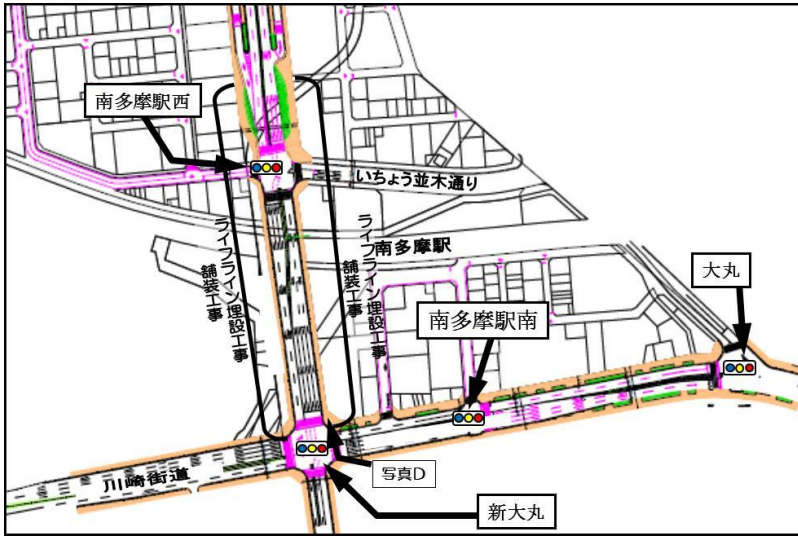 南多摩駅西
いちょう並木通り
ライフライン埋設工事
舗装工事
ライフライン埋設工事
舗装工事
南多摩駅
大丸
南多摩駅南
川崎街道
写真D
新大丸